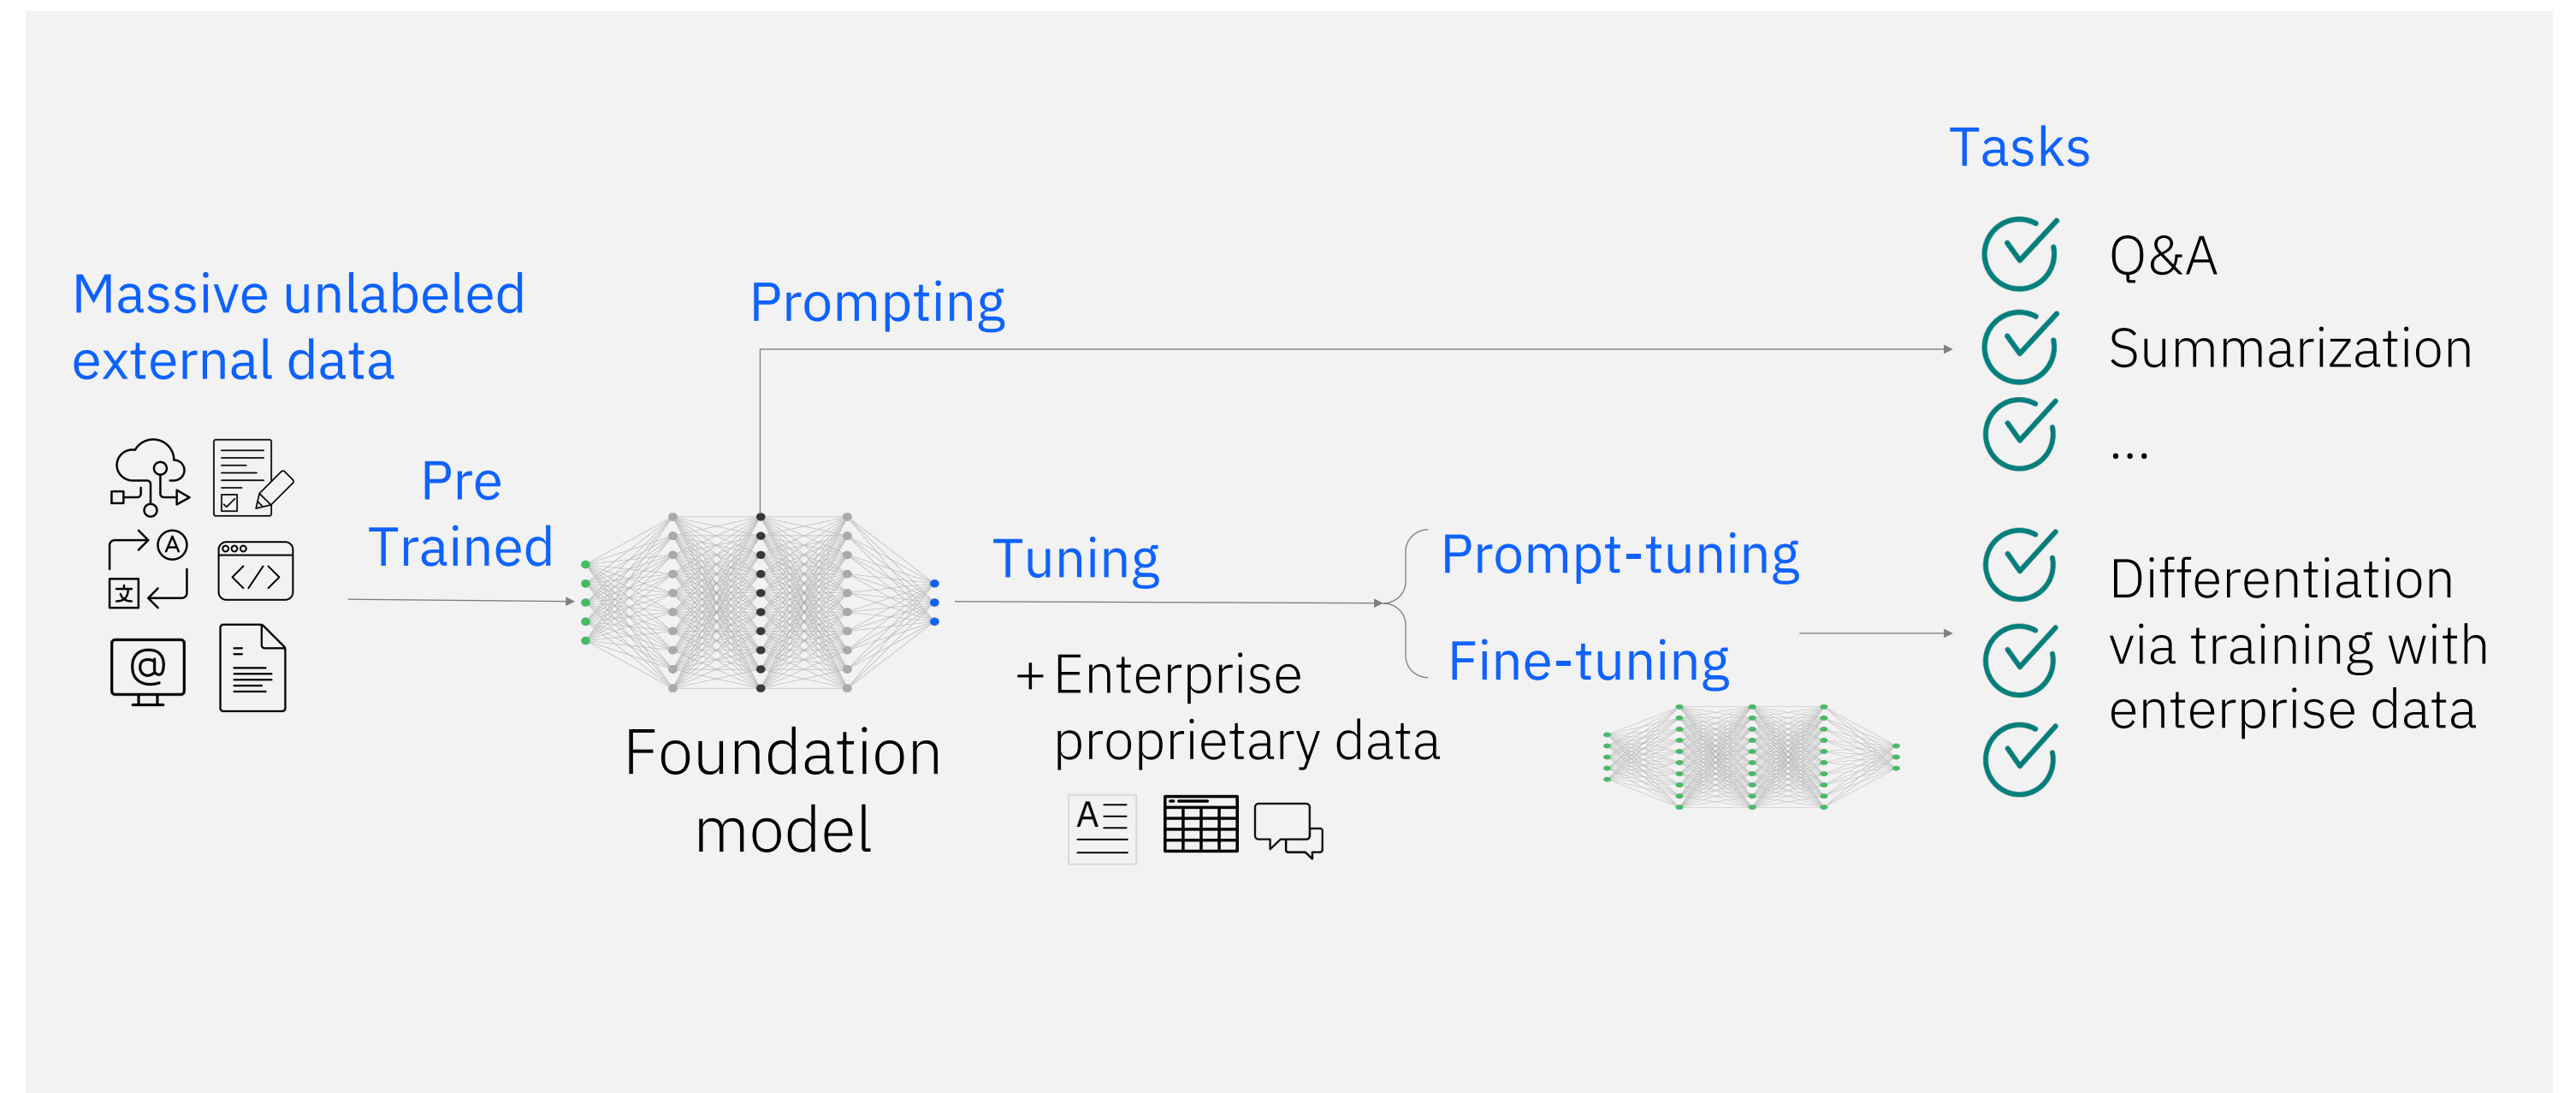 Massive unlabeled
external data
Pre
Trained
Foundation
model
Prompting
Tuning
+ Enterprise
proprietary data
A
Prompt-tuning
Fine-tuning
Tasks
Q&A
Summarization
...
Differentiation
via training with
enterprise data
A
文
</>
@